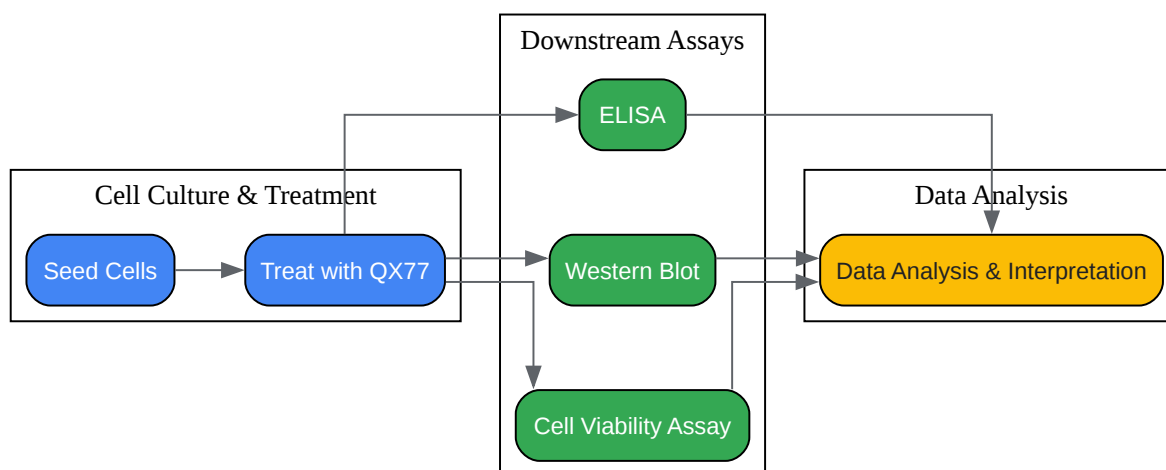 Cell Culture & Treatment
Seed Cells
Treat with QX77
Downstream Assays
ELISA
Western Blot
Cell Viability Assay
Data Analysis
Data Analysis & Interpretation